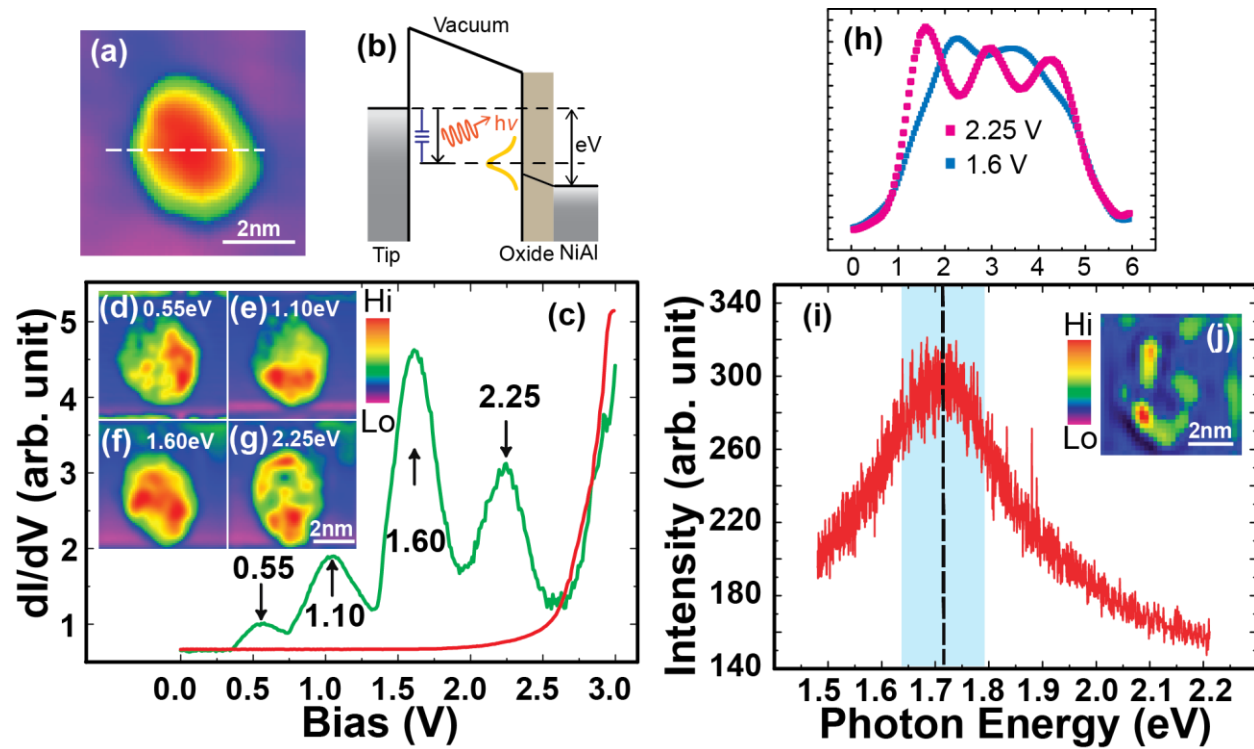 (a)
2nm
(b)
Vacuum
hν
eV
Tip
Oxide NiAl
(h)
2.25 V
1.6 V
0 1 2 3 4 5 6
(c)
dI/dV (arb. unit)
5
4
3
2
1
(d) 0.55eV
(e) 1.10eV
(f) 1.60eV
(g) 2.25eV
2nm
Hi
Lo
0.55
1.10
1.60
2.25
0.0 0.5 1.0 1.5 2.0 2.5 3.0
Bias (V)
(i)
Intensity (arb. unit)
340
300
260
220
180
140
Hi
Lo
(j)
2nm
1.5 1.6 1.7 1.8 1.9 2.0 2.1 2.2
Photon Energy (eV)